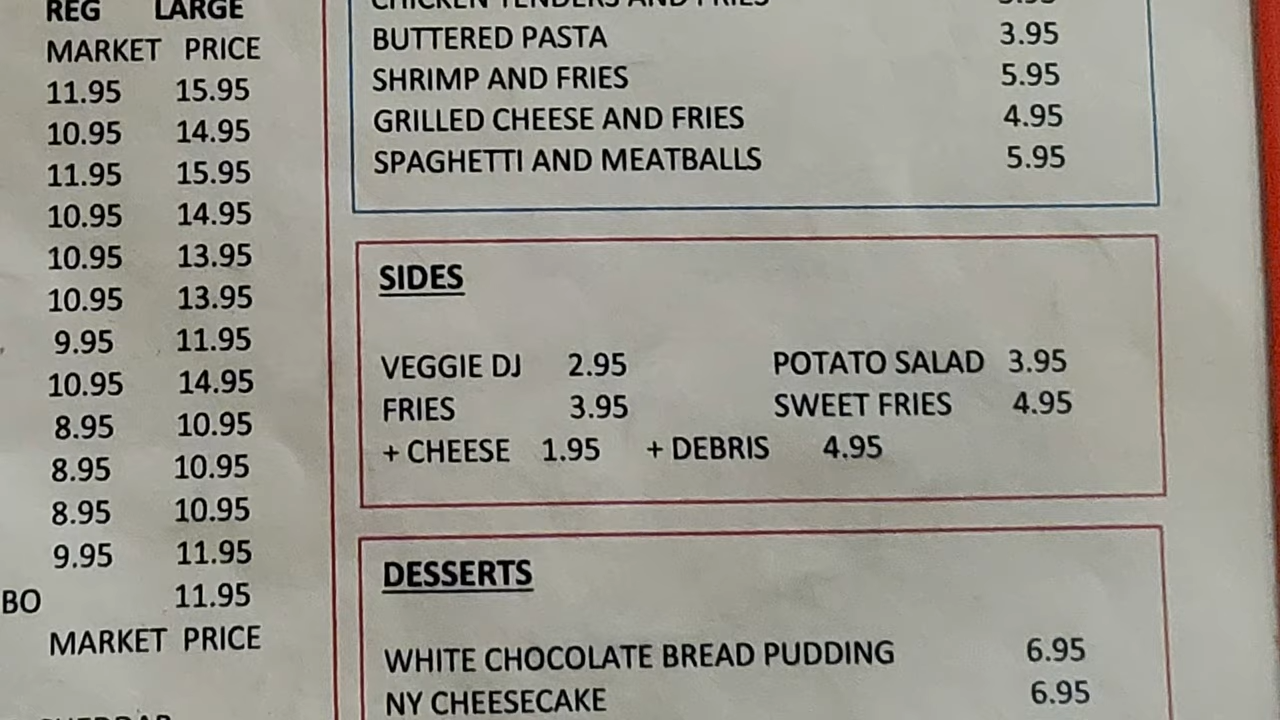 REG LARGE
MARKET PRICE
11.95 15.95
10.95 14.95
11.95 15.95
10.95 14.95
10.95 13.95
10.95 13.95
9.95 11.95
10.95 14.95
8.95 10.95
8.95 10.95
8.95 10.95
9.95 11.95
BO 11.95
MARKET PRICE
CHICKEN TENDERS AND FRIES
BUTTERED PASTA 3.95
SHRIMP AND FRIES 5.95
GRILLED CHEESE AND FRIES 4.95
SPAGHETTI AND MEATBALLS 5.95
SIDES
VEGGIE DJ 2.95 POTATO SALAD 3.95
FRIES 3.95 SWEET FRIES 4.95
+ CHEESE 1.95 + DEBRIS 4.95
DESSERTS
WHITE CHOCOLATE BREAD PUDDING 6.95
NY CHEESECAKE 6.95